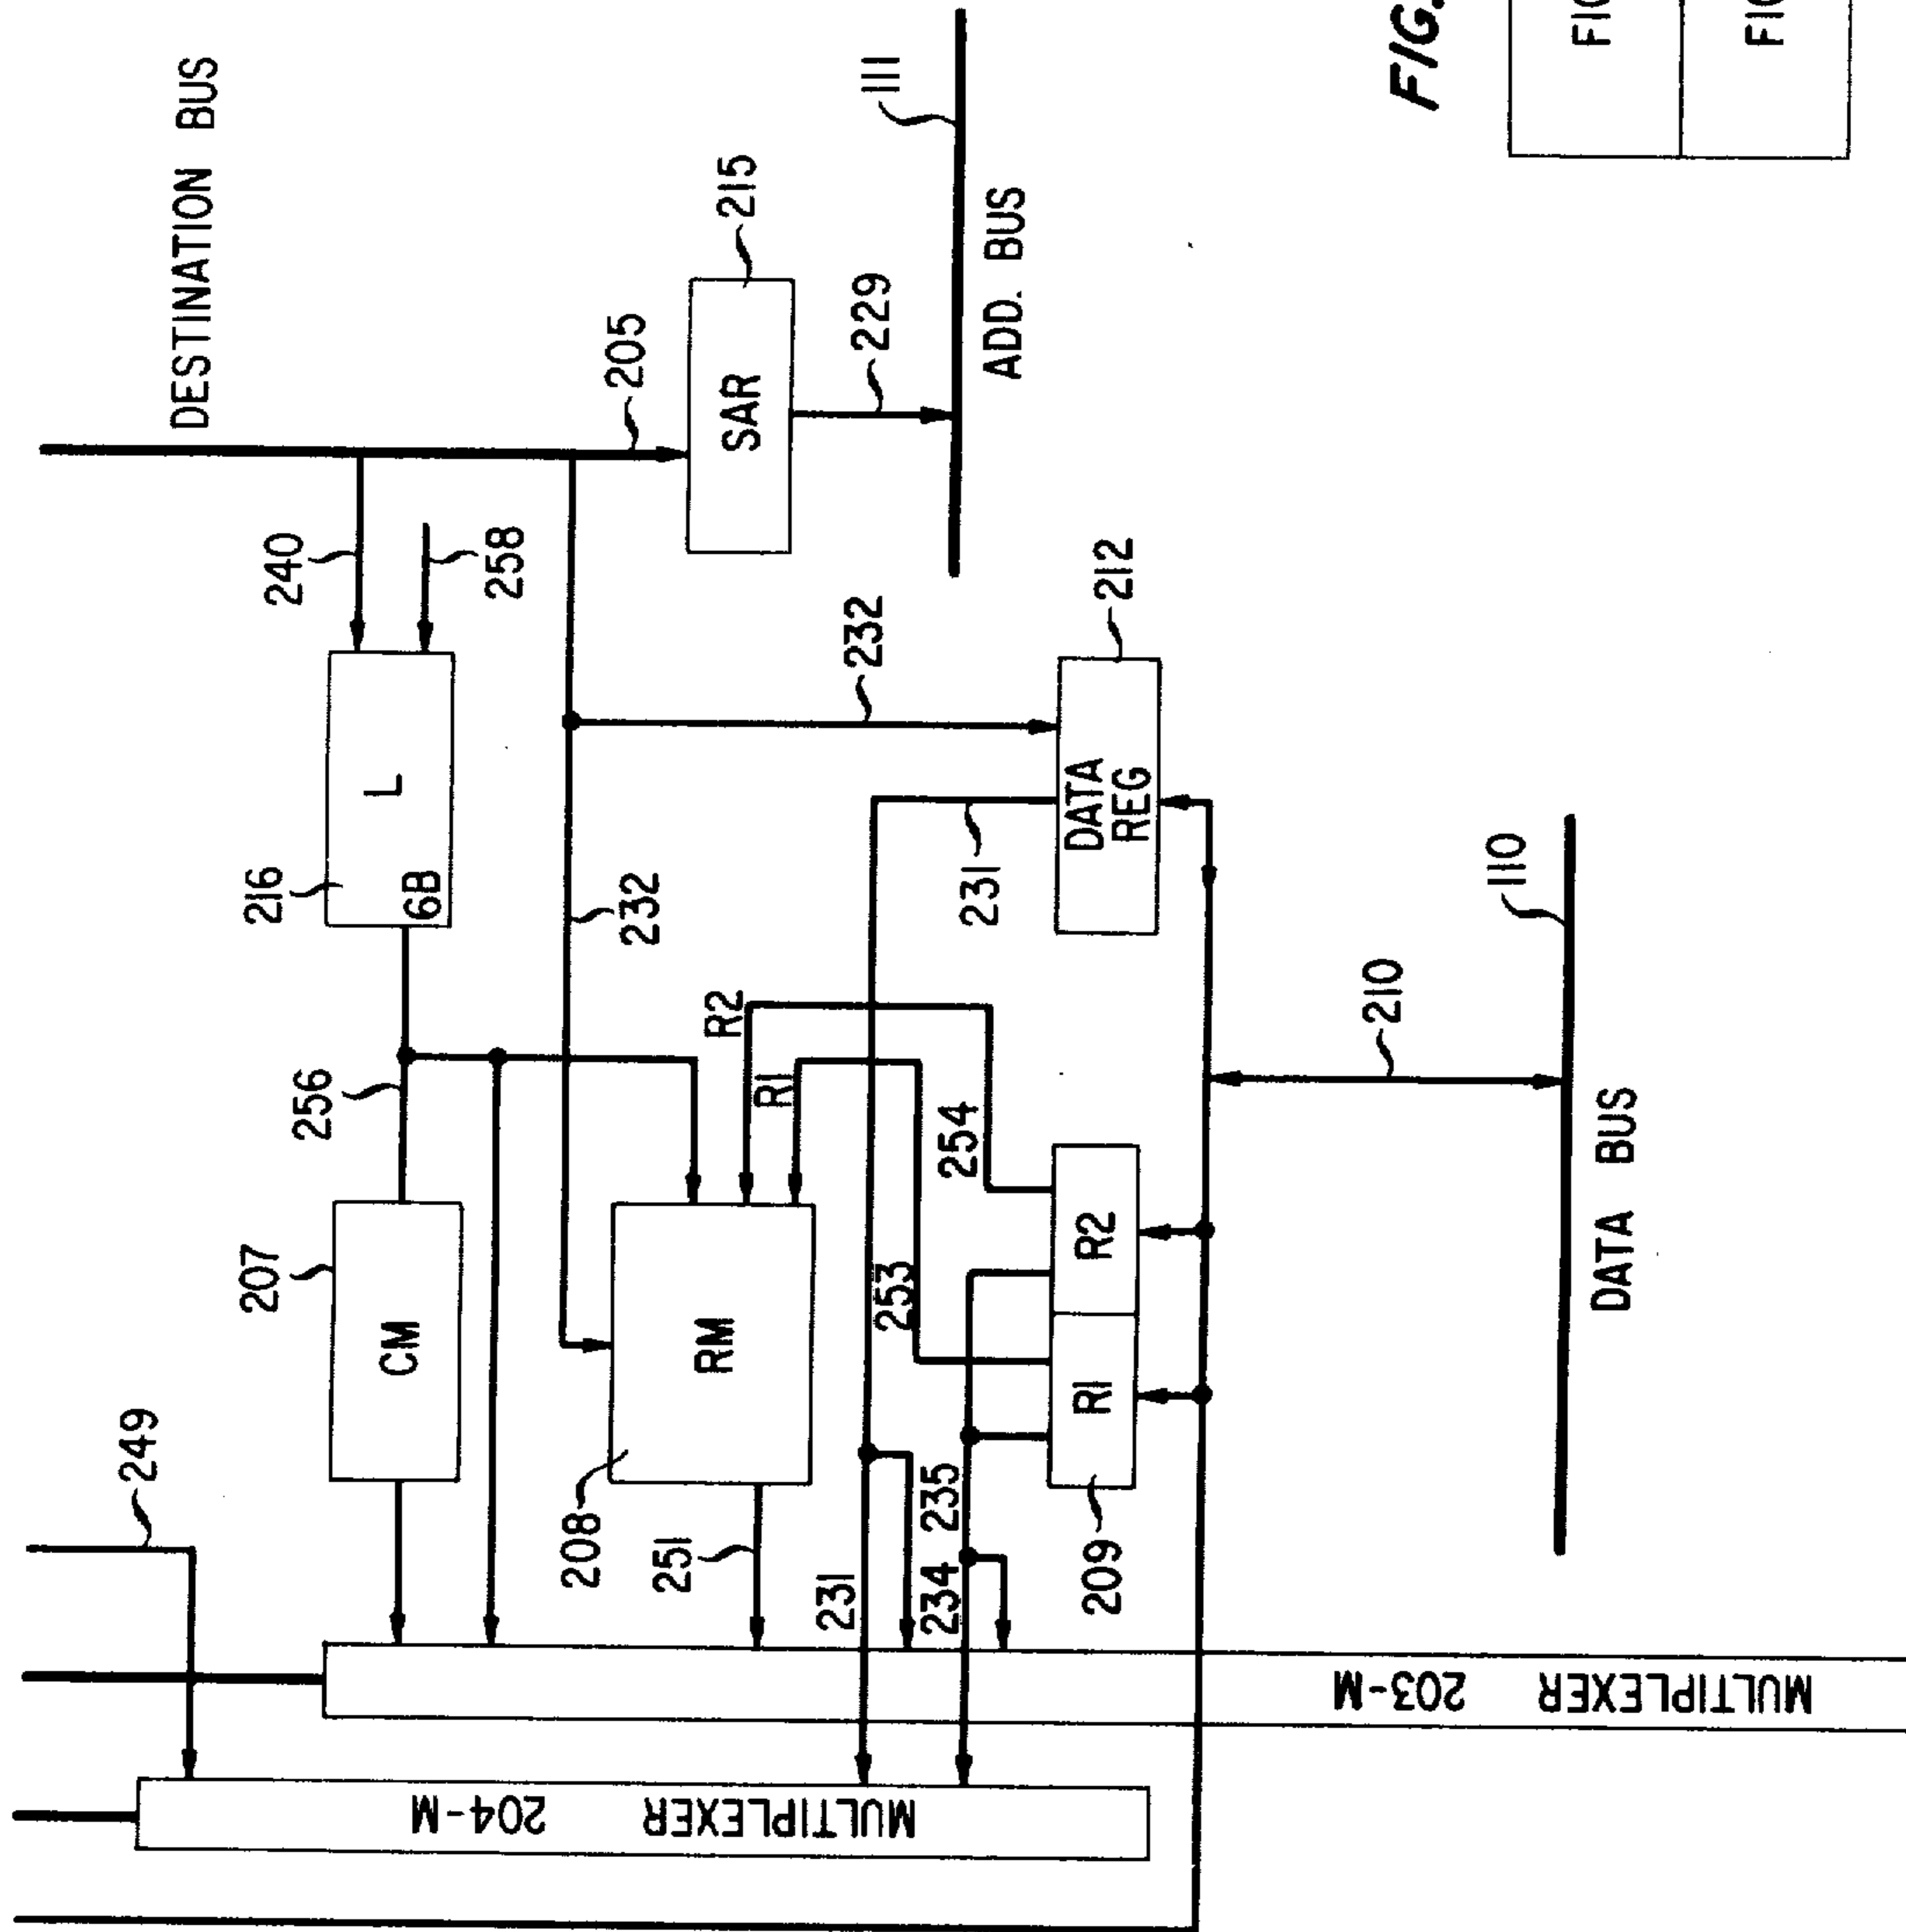 DESTINATION BUS
240
258
205
SAR
215
229
111
ADD. BUS
FIG.
FIG
FIG
216
L
6B
232
232
212
DATA
REG
231
256
207
CM
R2
R1
254
253
RM
208
251
249
R1
R2
209
235
234
231
210
110
DATA BUS
MULTIPLEXER 203-M
MULTIPLEXER 204-M